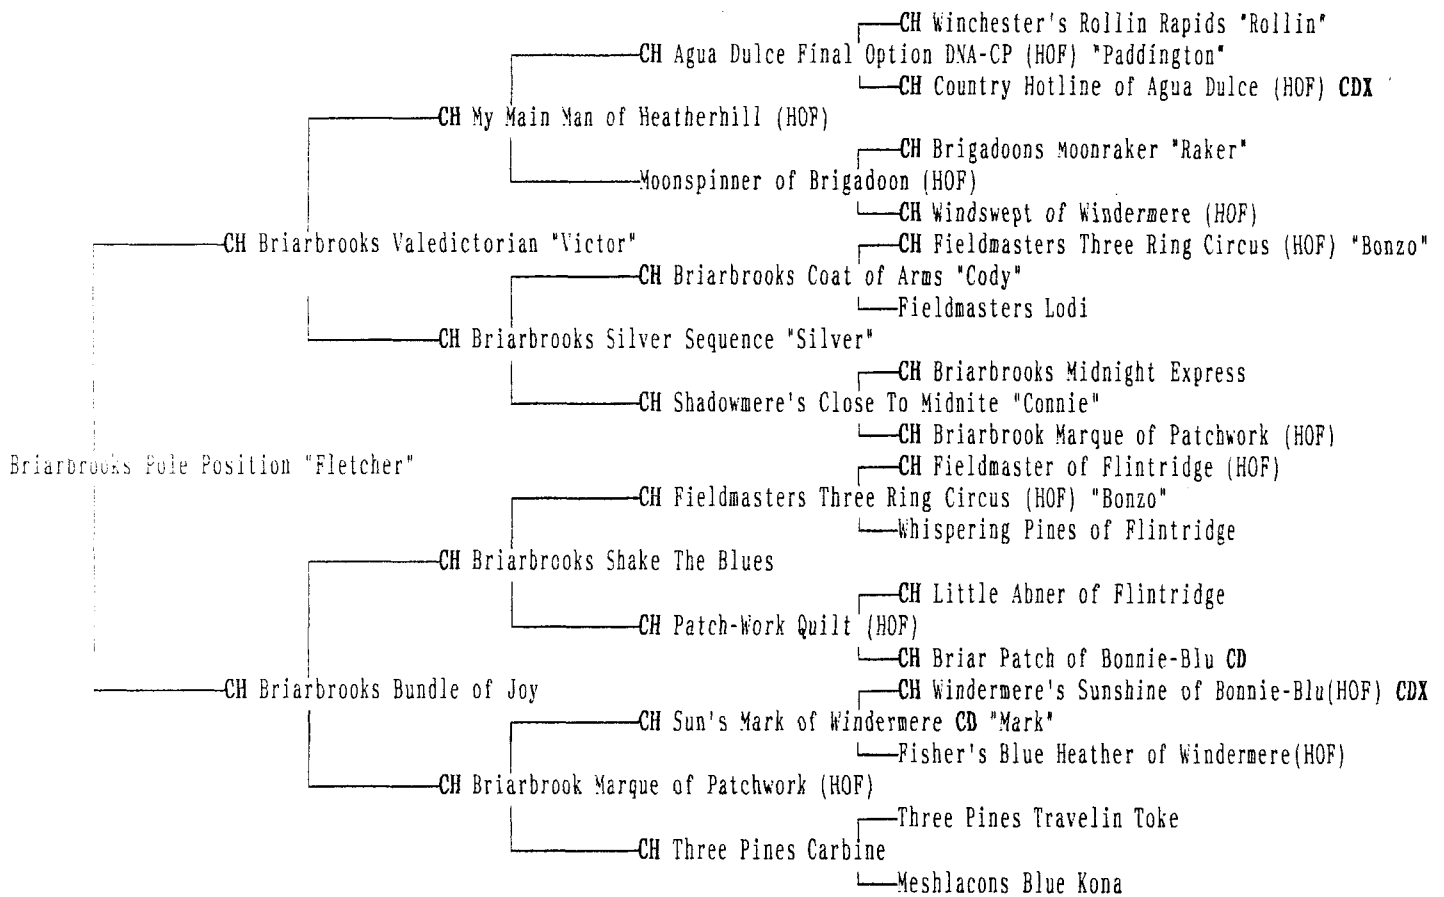 CH Winchester's Rollin Rapids "Rollin"
CH Agua Dulce Final Option DNA-CP (HOF) "Paddington"
CH Country Hotline of Agua Dulce (HOF) CDX
CH My Main Man of Heatherhill (HOF)
CH Brigadoons Moonraker "Raker"
Moonspinner of Brigadoon (HOF)
CH Windswept of Windermere (HOF)
CH Briarbrooks Valedictorian "Victor"
CH Fieldmasters Three Ring Circus (HOF) "Bonzo"
CH Briarbrooks Coat of Arms "Cody"
Fieldmasters Lodi
CH Briarbrooks Silver Sequence "Silver"
CH Briarbrooks Midnight Express
CH Shadowmere's Close To Midnite "Connie"
CH Briarbrook Marque of Patchwork (HOF)
Briarbrooks Pole Position "Fletcher"
CH Fieldmaster of Flintridge (HOF)
CH Fieldmasters Three Ring Circus (HOF) "Bonzo"
Whispering Pines of Flintridge
CH Briarbrooks Shake The Blues
CH Little Abner of Flintridge
CH Patch-Work Quilt (HOF)
CH Briar Patch of Bonnie-Blu CD
CH Briarbrooks Bundle of Joy
CH Windermere's Sunshine of Bonnie-Blu(HOF) CDX
CH Sun's Mark of Windermere CD "Mark"
Fisher's Blue Heather of Windermere(HOF)
CH Briarbrook Marque of Patchwork (HOF)
Three Pines Travelin Toke
CH Three Pines Carbine
Meshlacons Blue Kona